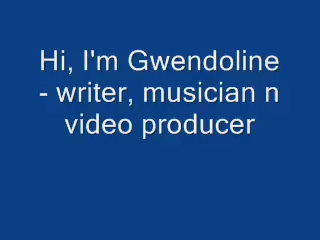 Hi, I'm Gwendoline
- writer, musician n
video producer